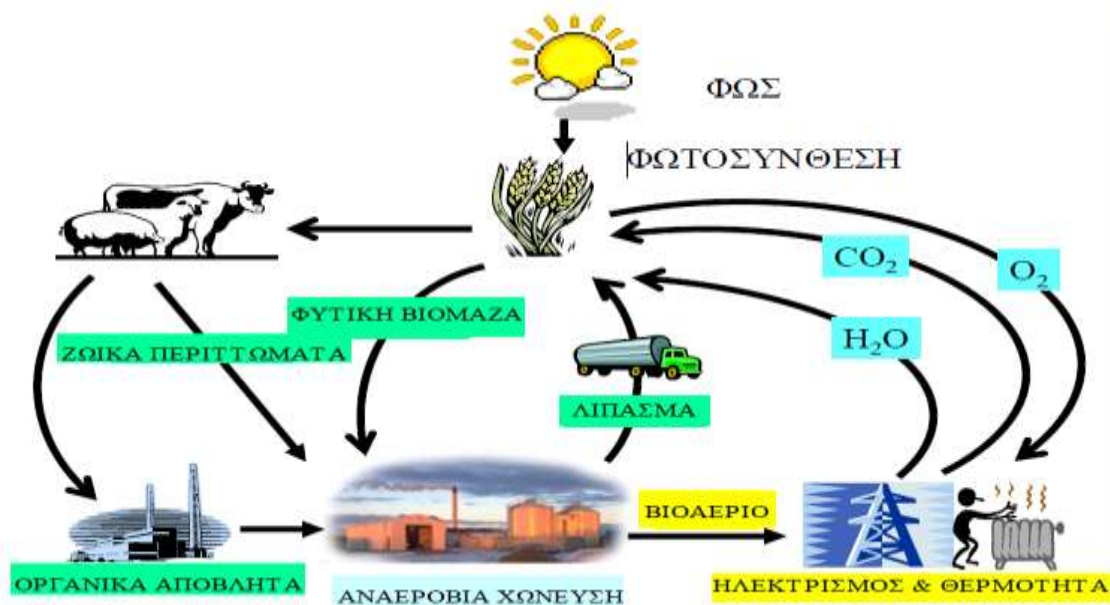 ΦΩΣ
ΦΩΤΟΣΥΝΘΕΣΗ
CO₂
O₂
ΦΥΤΙΚΗ ΒΙΟΜΑΖΑ
ΖΩΙΚΑ ΠΕΡΙΤΤΩΜΑΤΑ
H₂O
ΛΙΠΑΣΜΑ
ΒΙΟΑΕΡΙΟ
ΟΡΓΑΝΙΚΑ ΑΠΟΒΛΗΤΑ
ΑΝΑΕΡΟΒΙΑ ΧΩΝΕΥΣΗ
ΗΛΕΚΤΡΙΣΜΟΣ & ΘΕΡΜΟΤΗΤΑ